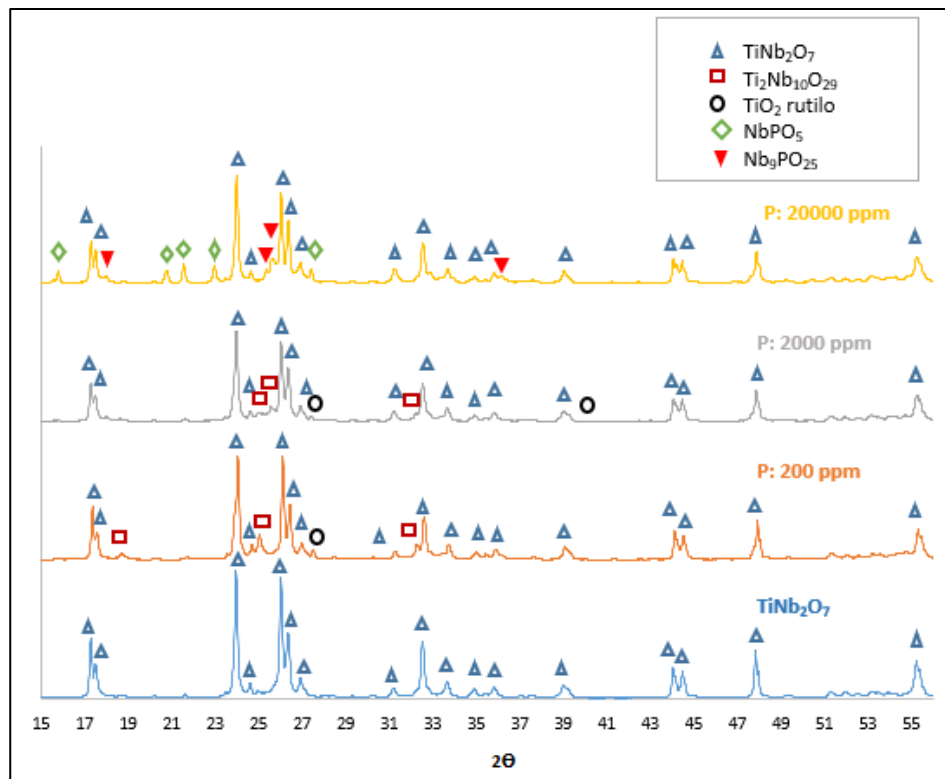 TiNb₂O₇
Ti₂Nb₁₀O₂₉
TiO₂ rutilo
NbPO₅
Nb₉PO₂₅
P: 20000 ppm
P: 2000 ppm
P: 200 ppm
TiNb₂O₇
15 17 19 21 23 25 27 29 31 33 35 37 39 41 43 45 47 49 51 53 55
2ϴ